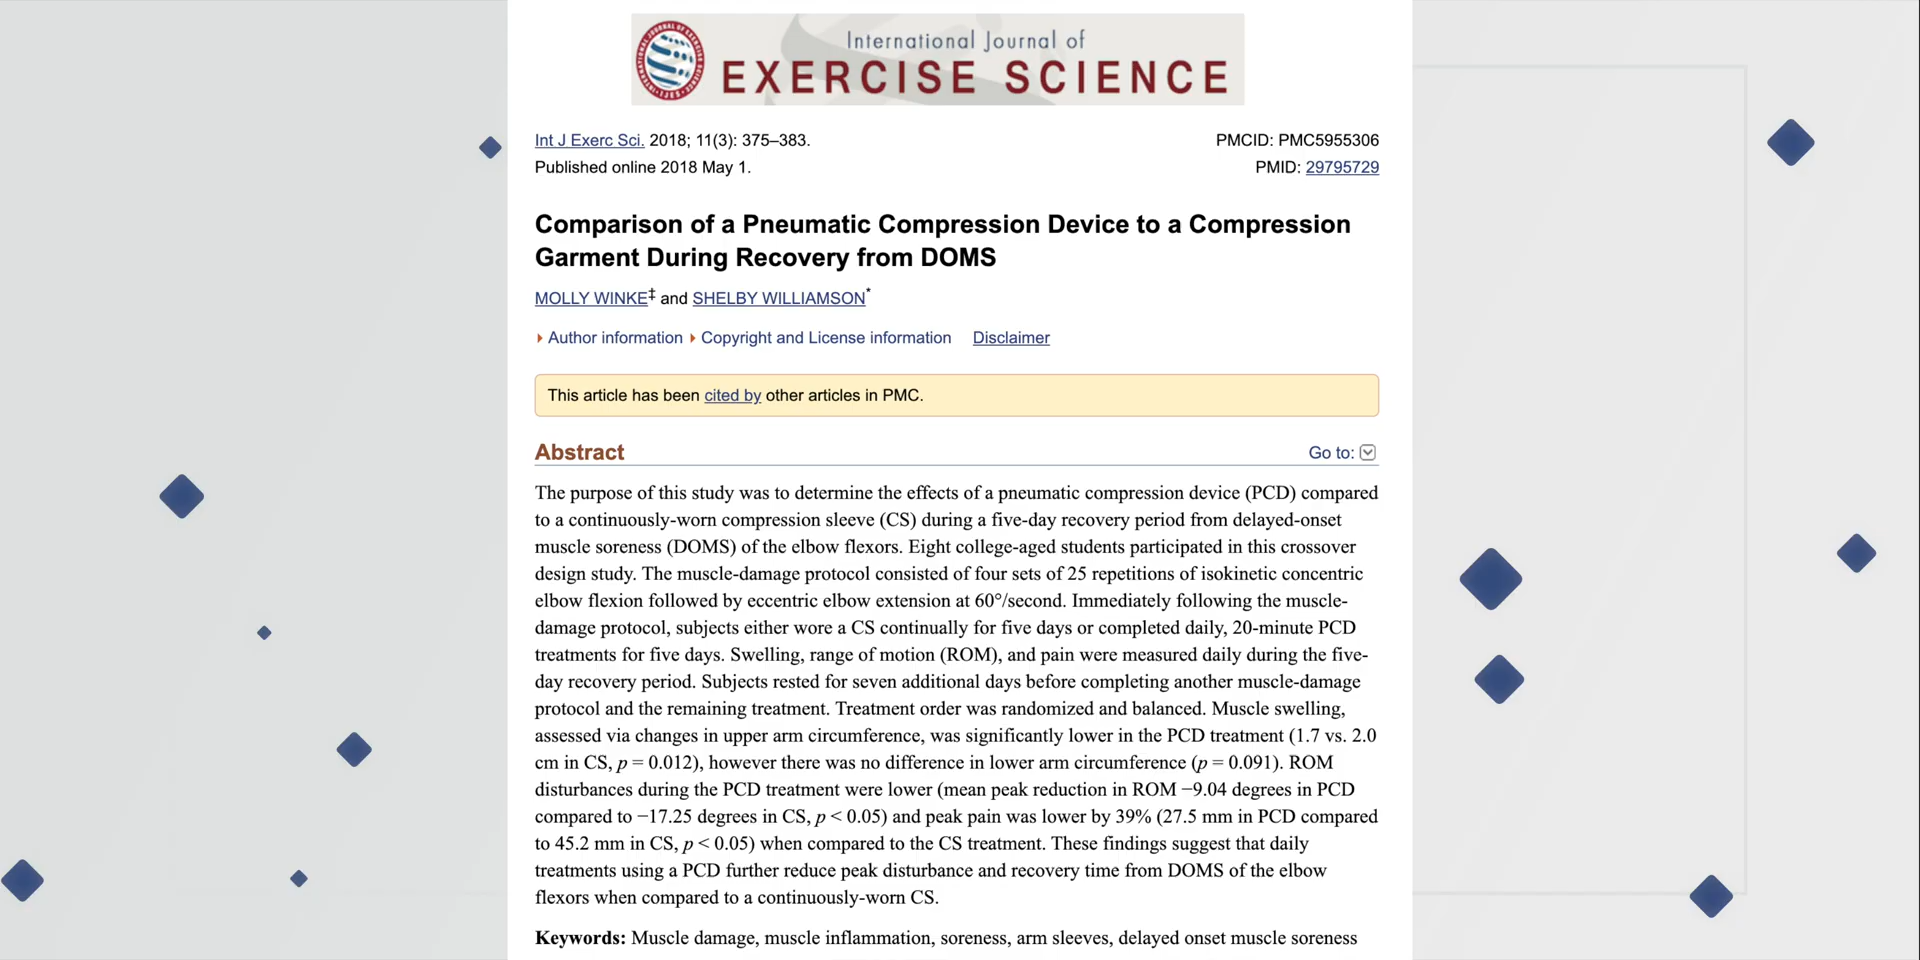 International Journal of
EXERCISE SCIENCE
Int J Exerc Sci. 2018; 11(3): 375–383.
PMCID: PMC5955306
Published online 2018 May 1.
PMID: 29795729
Comparison of a Pneumatic Compression Device to a Compression
Garment During Recovery from DOMS
MOLLY WINKE‡ and SHELBY WILLIAMSON*
Author information Copyright and License information Disclaimer
This article has been cited by other articles in PMC.
Abstract
Go to:
The purpose of this study was to determine the effects of a pneumatic compression device (PCD) compared
to a continuously-worn compression sleeve (CS) during a five-day recovery period from delayed-onset
muscle soreness (DOMS) of the elbow flexors. Eight college-aged students participated in this crossover
design study. The muscle-damage protocol consisted of four sets of 25 repetitions of isokinetic concentric
elbow flexion followed by eccentric elbow extension at 60°/second. Immediately following the muscle-
damage protocol, subjects either wore a CS continually for five days or completed daily, 20-minute PCD
treatments for five days. Swelling, range of motion (ROM), and pain were measured daily during the five-
day recovery period. Subjects rested for seven additional days before completing another muscle-damage
protocol and the remaining treatment. Treatment order was randomized and balanced. Muscle swelling,
assessed via changes in upper arm circumference, was significantly lower in the PCD treatment (1.7 vs. 2.0
cm in CS, p = 0.012), however there was no difference in lower arm circumference (p = 0.091). ROM
disturbances during the PCD treatment were lower (mean peak reduction in ROM −9.04 degrees in PCD
compared to −17.25 degrees in CS, p < 0.05) and peak pain was lower by 39% (27.5 mm in PCD compared
to 45.2 mm in CS, p < 0.05) when compared to the CS treatment. These findings suggest that daily
treatments using a PCD further reduce peak disturbance and recovery time from DOMS of the elbow
flexors when compared to a continuously-worn CS.
Keywords: Muscle damage, muscle inflammation, soreness, arm sleeves, delayed onset muscle soreness